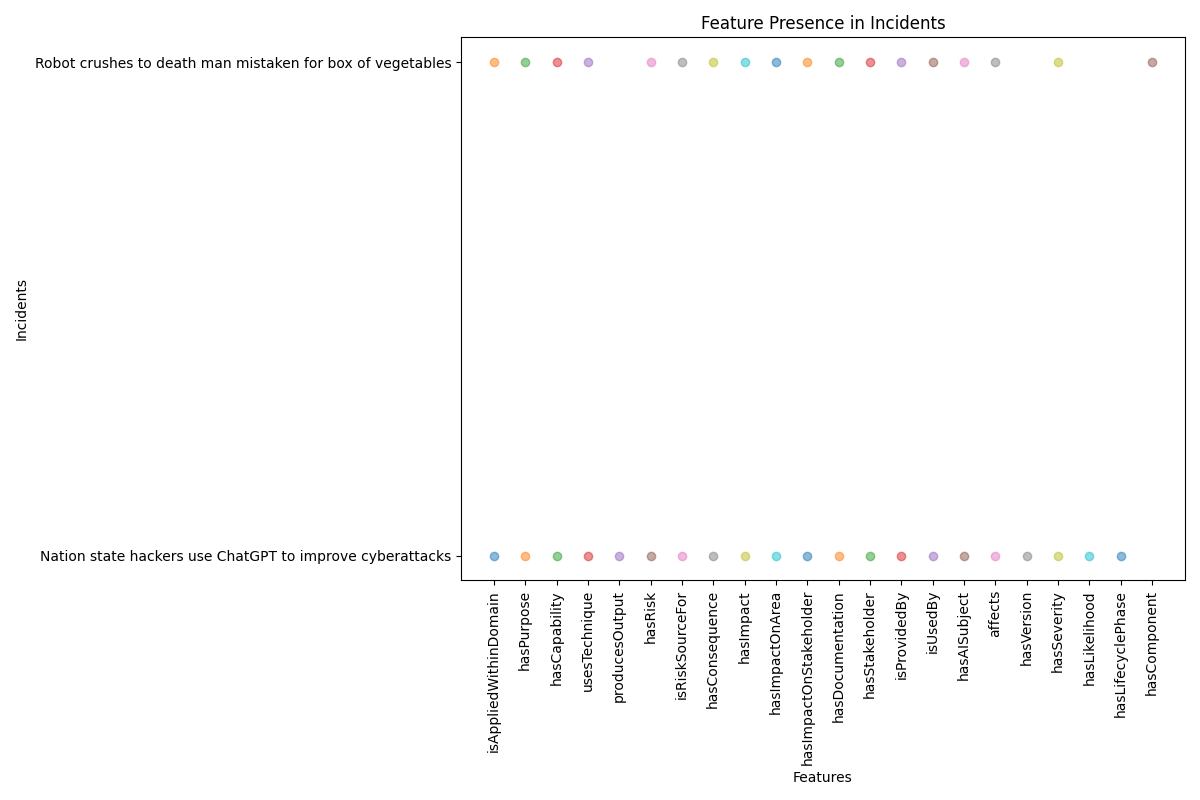 Feature Presence in Incidents
Robot crushes to death man mistaken for box of vegetables
Incidents
Nation state hackers use ChatGPT to improve cyberattacks
isAppliedWithinDomain
hasPurpose
hasCapability
usesTechnique
producesOutput
hasRisk
isRiskSourceFor
hasConsequence
hasImpact
hasImpactOnArea
hasImpactOnStakeholder
hasDocumentation
hasStakeholder
isProvidedBy
isUsedBy
hasAISubject
affects
hasVersion
hasSeverity
hasLikelihood
hasLifecyclePhase
hasComponent
Features